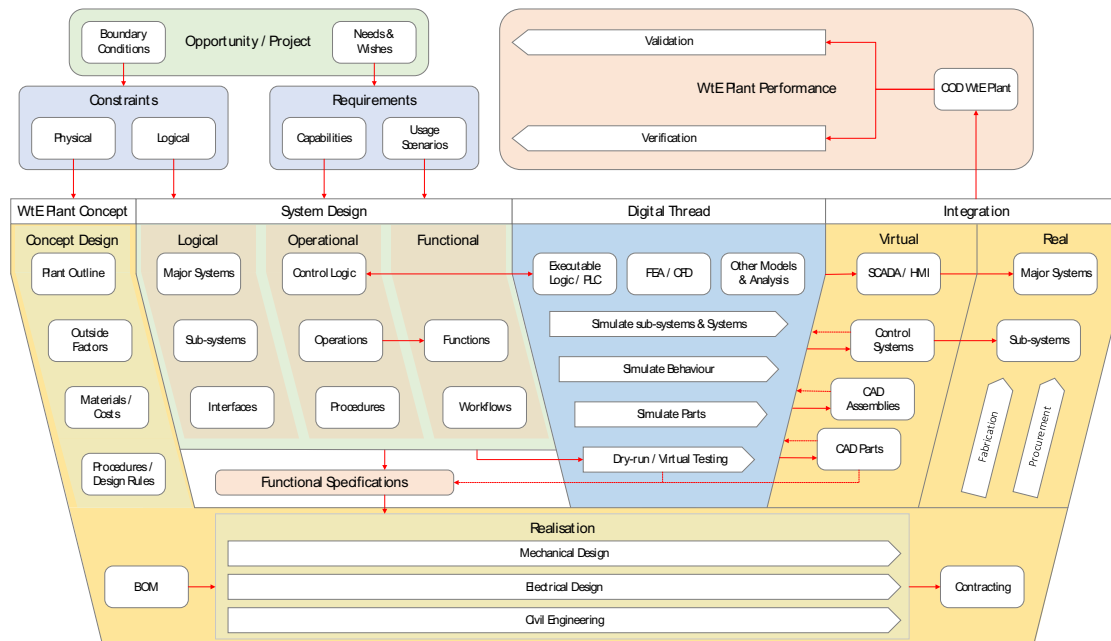 Boundary
Conditions
Opportunity / Project
Needs &
Wishes
Validation
WtE Plant Performance
COD WtE Plant
Verification
Constraints
Physical
Logical
Requirements
Capabilities
Usage
Scenarios
WtE Plant Concept
System Design
Digital Thread
Integration
Concept Design
Plant Outline
Outside
Factors
Materials /
Costs
Procedures /
Design Rules
Logical
Major Systems
Sub-systems
Interfaces
Operational
Control Logic
Operations
Procedures
Functional
Functions
Workflows
Executable
Logic / PLC
FEA / CFD
Other Models
& Analysis
Simulate sub-systems & Systems
Simulate Behaviour
Simulate Parts
Dry-run / Virtual Testing
Virtual
SCADA / HMI
Control
Systems
CAD
Assemblies
CAD Parts
Real
Major Systems
Sub-systems
Fabrication
Procurement
Functional Specifications
Realisation
Mechanical Design
BOM
Electrical Design
Contracting
Civil Engineering